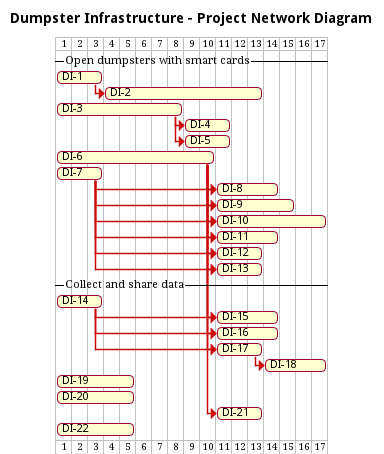 Dumpster Infrastructure - Project Network Diagram
1 2 3 4 5 6 7 8 9 10 11 12 13 14 15 16 17
Open dumpsters with smart cards
DI-1
DI-2
DI-3
DI-4
DI-5
DI-6
DI-7
DI-8
DI-9
DI-10
DI-11
DI-12
DI-13
Collect and share data
DI-14
DI-15
DI-16
DI-17
DI-18
DI-19
DI-20
DI-21
DI-22
1 2 3 4 5 6 7 8 9 10 11 12 13 14 15 16 17